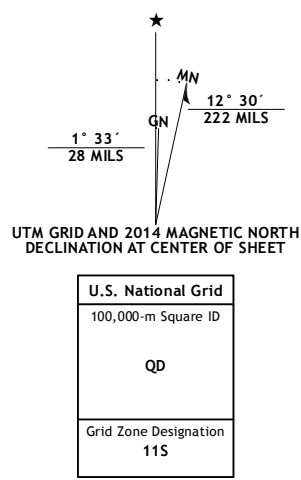 ★
MN
GN
12° 30´
222 MILS
1° 33´
28 MILS
UTM GRID AND 2014 MAGNETIC NORTH
DECLINATION AT CENTER OF SHEET
U.S. National Grid
100,000-m Square ID
QD
Grid Zone Designation
11S